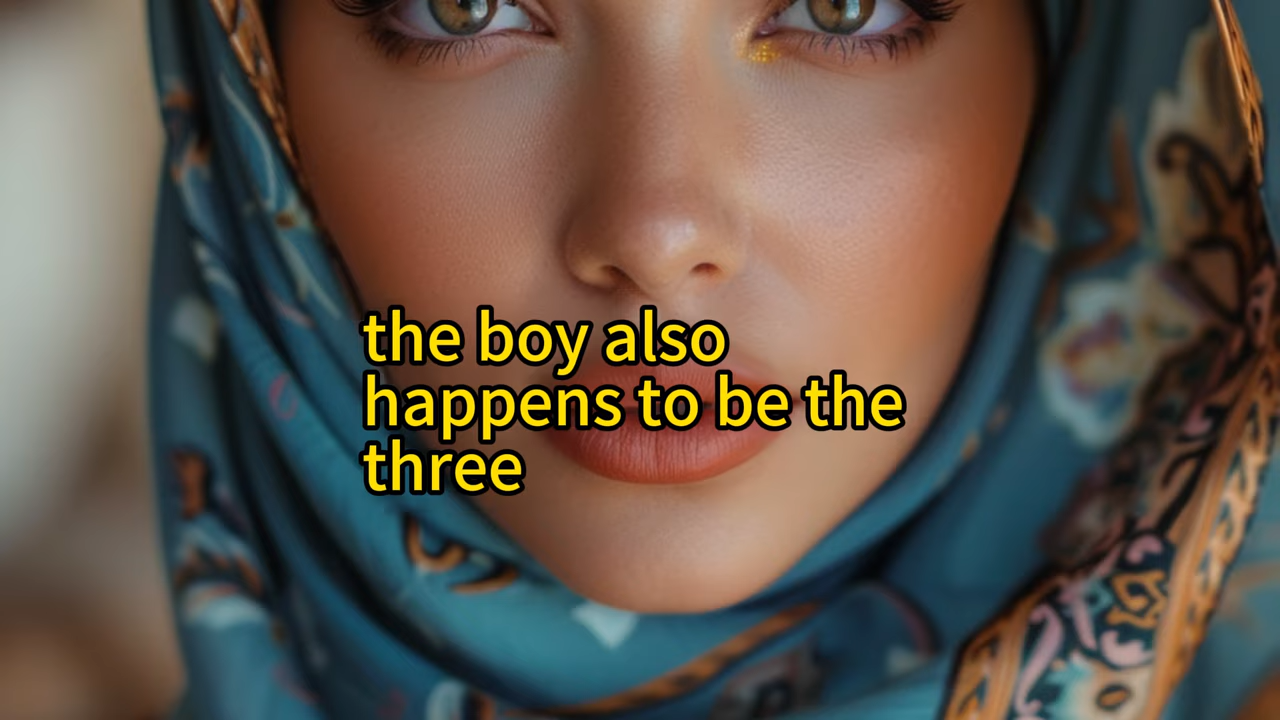 the boy also
happens to be the
three